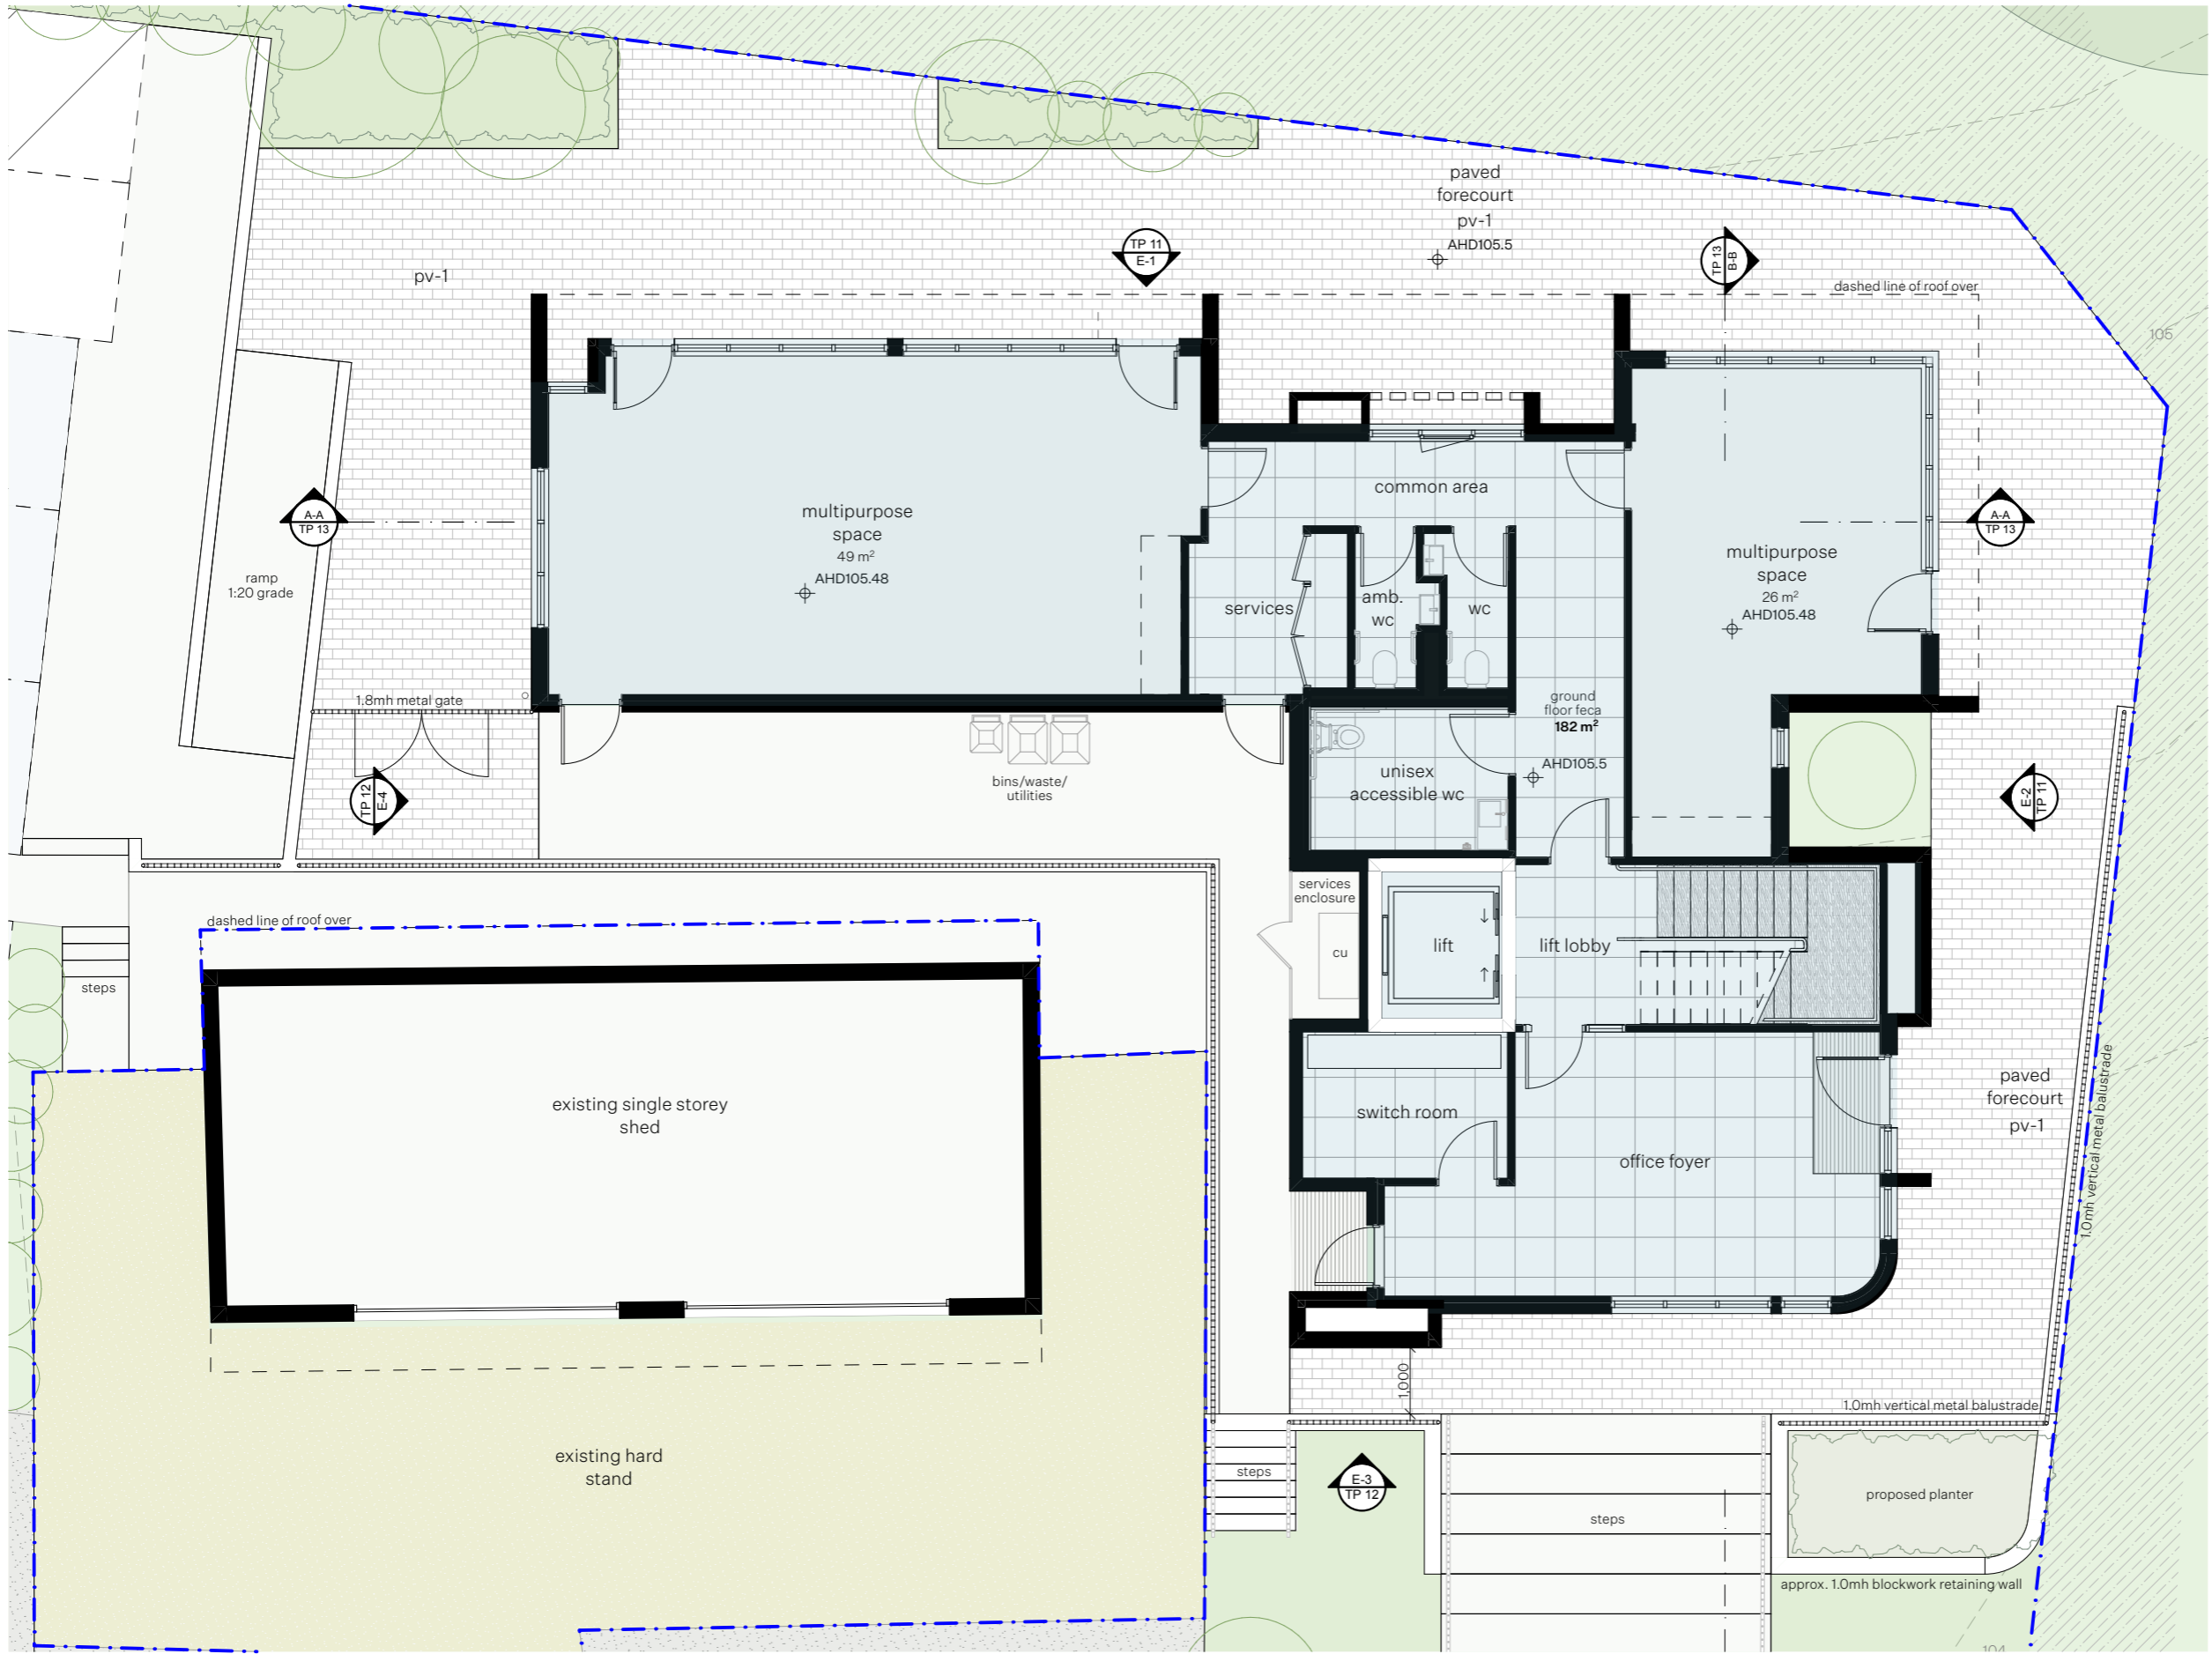 paved
forecourt
pv-1
AHD105.5
TP 11
E-1
TP 13
B-B
pv-1
dashed line of roof over
105
common area
multipurpose
space
49 m²
AHD105.48
A-A
TP 13
A-A
TP 13
multipurpose
space
26 m²
AHD105.48
ramp
1:20 grade
services
amb.
wc
wc
1.8mh metal gate
ground
floor feca
182 m²
AHD105.5
unisex
accessible wc
bins/waste/
utilities
TP 12
E-4
E-2
TP 11
services
enclosure
cu
lift
lift lobby
dashed line of roof over
steps
existing single storey
shed
switch room
office foyer
paved
forecourt
pv-1
1.0mh vertical metal balustrade
1,000
1.0mh vertical metal balustrade
existing hard
stand
steps
E-3
TP 12
steps
proposed planter
approx. 1.0mh blockwork retaining wall
104